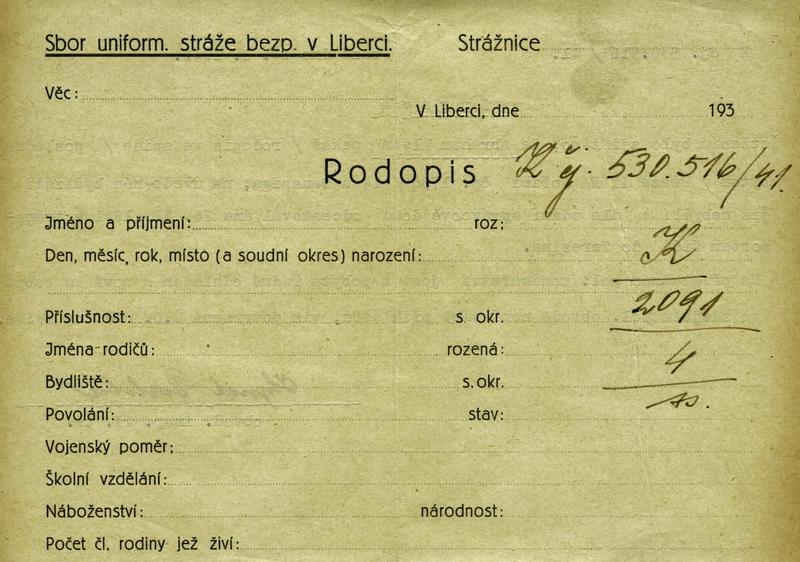 Sbor uniform. stráže bezp. v Liberci. Strážnice
Věc:
V Liberci, dne 193
Rodopis K čj. 530.516/41.
Jméno a příjmení: roz:
Den, měsíc, rok, místo (a soudní okres) narození:
K
2091
Příslušnost: s. okr.
Jména rodičů: rozená:
4
Bydliště: s. okr.
Povolání: stav:
Vojenský poměr:
Školní vzdělání:
Náboženství: národnost:
Počet čl. rodiny jež živí: